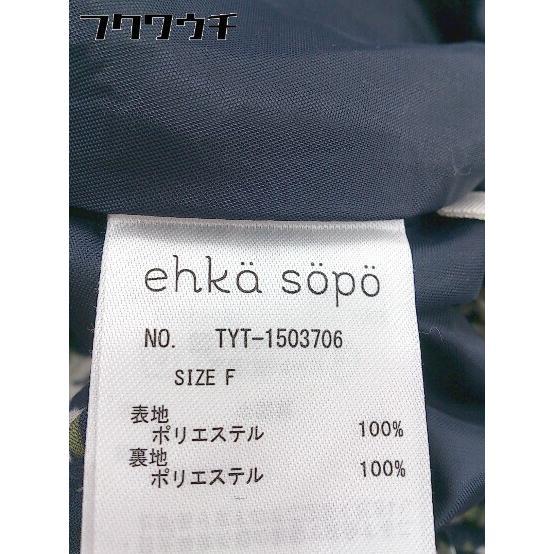 フクワウチ
ehkä söpö
NO. TYT-1503706
SIZE F
表地
ポリエステル 100%
裏地
ポリエステル 100%